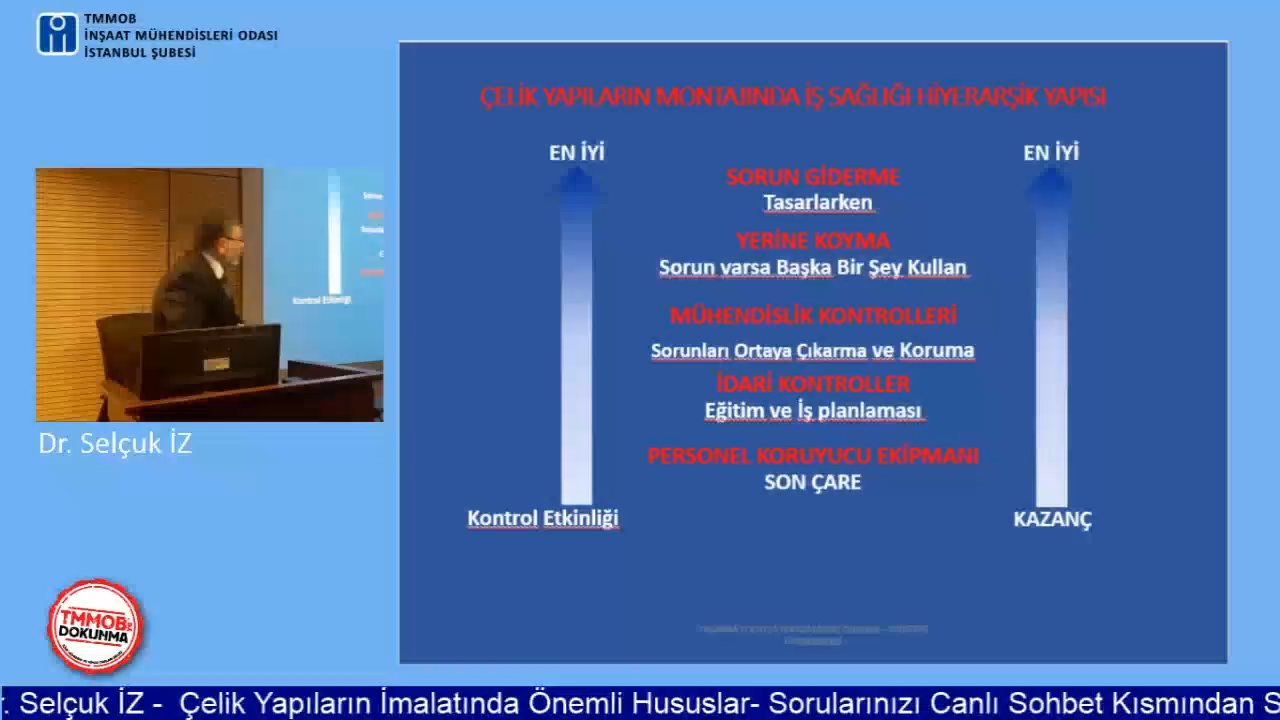 TMMOB
İNŞAAT MÜHENDİSLERİ ODASI
İSTANBUL ŞUBESİ
ÇELİK YAPILARIN MONTAJINDA İŞ SAĞLIĞI HİYERARŞİK YAPISI
EN İYİ
EN İYİ
SORUN GİDERME
Tasarlarken
YERİNE KOYMA
Sorun varsa Başka Bir Şey Kullan
MÜHENDİSLİK KONTROLLERİ
Sorunları Ortaya Çıkarma ve Koruma
İDARİ KONTROLLER
Eğitim ve İş planlaması
PERSONEL KORUYUCU EKİPMANI
SON ÇARE
Kontrol Etkinliği
KAZANÇ
Kontrol Etkinliği
Dr. Selçuk İZ
TMMOB
DOKUNMA
r. Selçuk İZ - Çelik Yapıların İmalatında Önemli Hususlar- Sorularınızı Canlı Sohbet Kısmından S